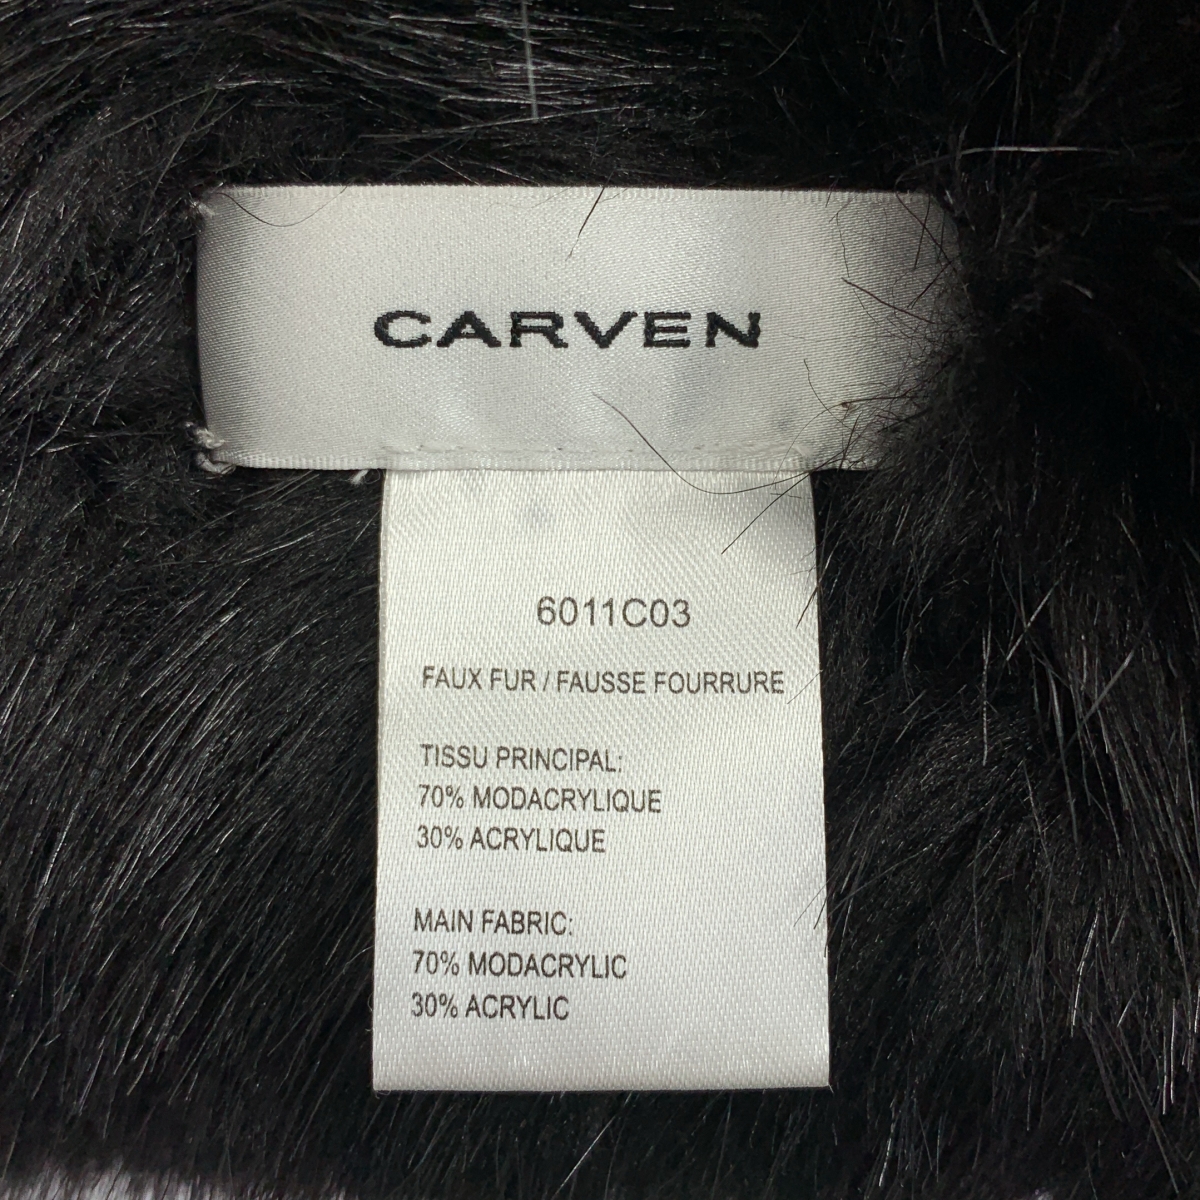 CARVEN
6011C03
FAUX FUR / FAUSSE FOURRURE
TISSU PRINCIPAL:
70% MODACRYLIQUE
30% ACRYLIQUE
MAIN FABRIC:
70% MODACRYLIC
30% ACRYLIC